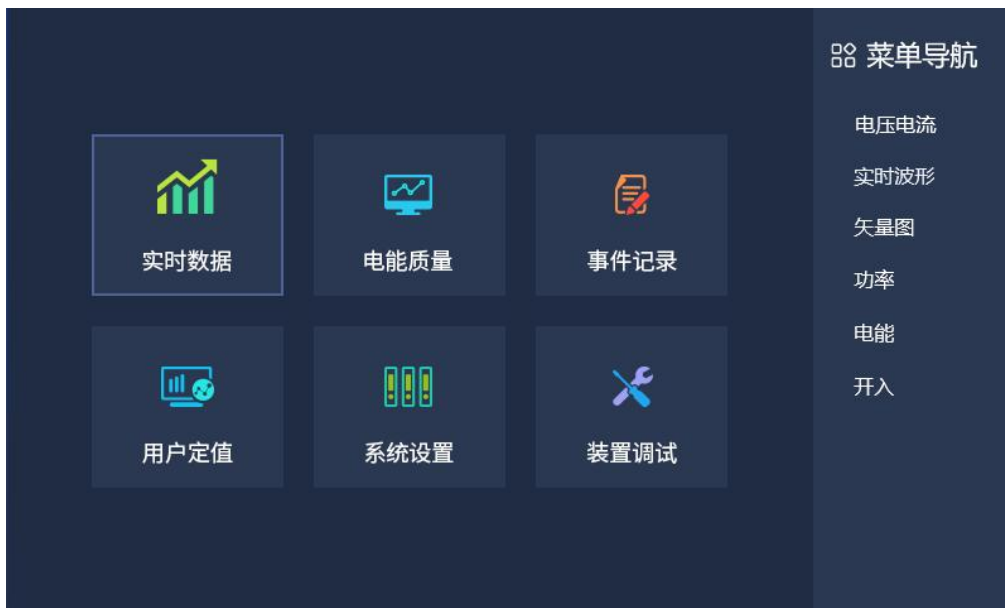 实时数据
电能质量
事件记录
用户定值
系统设置
装置调试
菜单导航
电压电流
实时波形
矢量图
功率
电能
开入